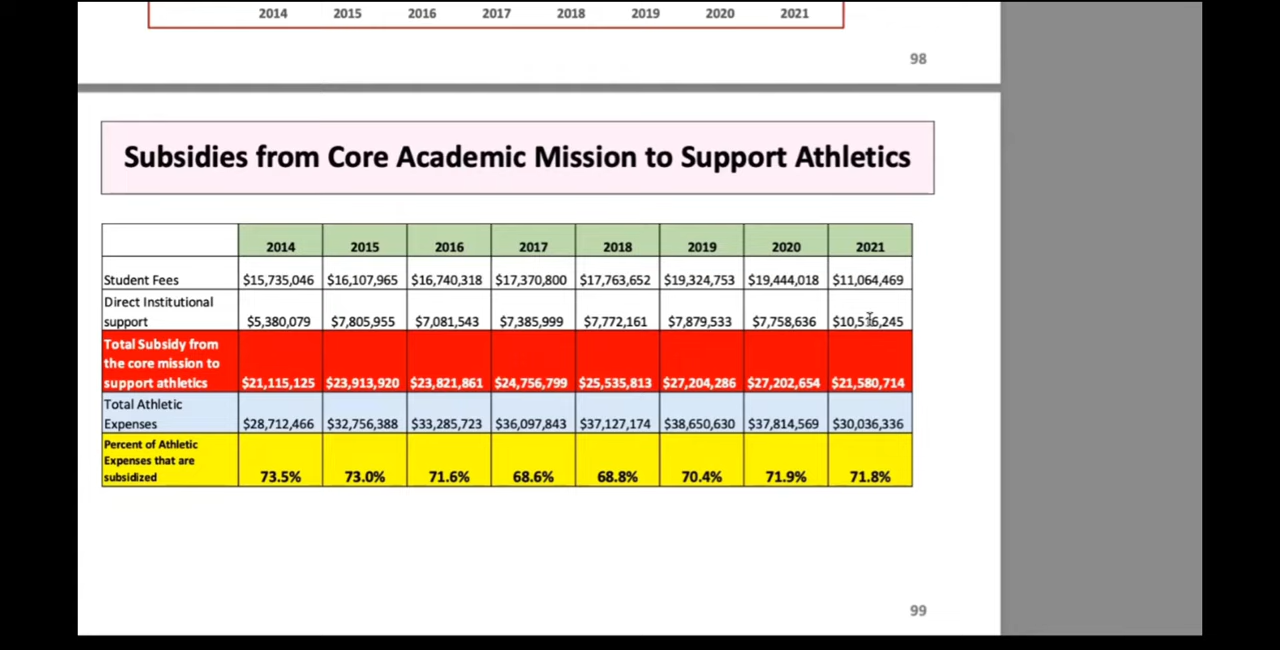 2014 2015 2016 2017 2018 2019 2020 2021
98
Subsidies from Core Academic Mission to Support Athletics
2014 2015 2016 2017 2018 2019 2020 2021
Student Fees $15,735,046 $16,107,965 $16,740,318 $17,370,800 $17,763,652 $19,324,753 $19,444,018 $11,064,469
Direct Institutional
support $5,380,079 $7,805,955 $7,081,543 $7,385,999 $7,772,161 $7,879,533 $7,758,636 $10,516,245
Total Subsidy from
the core mission to
support athletics $21,115,125 $23,913,920 $23,821,861 $24,756,799 $25,535,813 $27,204,286 $27,202,654 $21,580,714
Total Athletic
Expenses $28,712,466 $32,756,388 $33,285,723 $36,097,843 $37,127,174 $38,650,630 $37,814,569 $30,036,336
Percent of Athletic
Expenses that are
subsidized 73.5% 73.0% 71.6% 68.6% 68.8% 70.4% 71.9% 71.8%
99